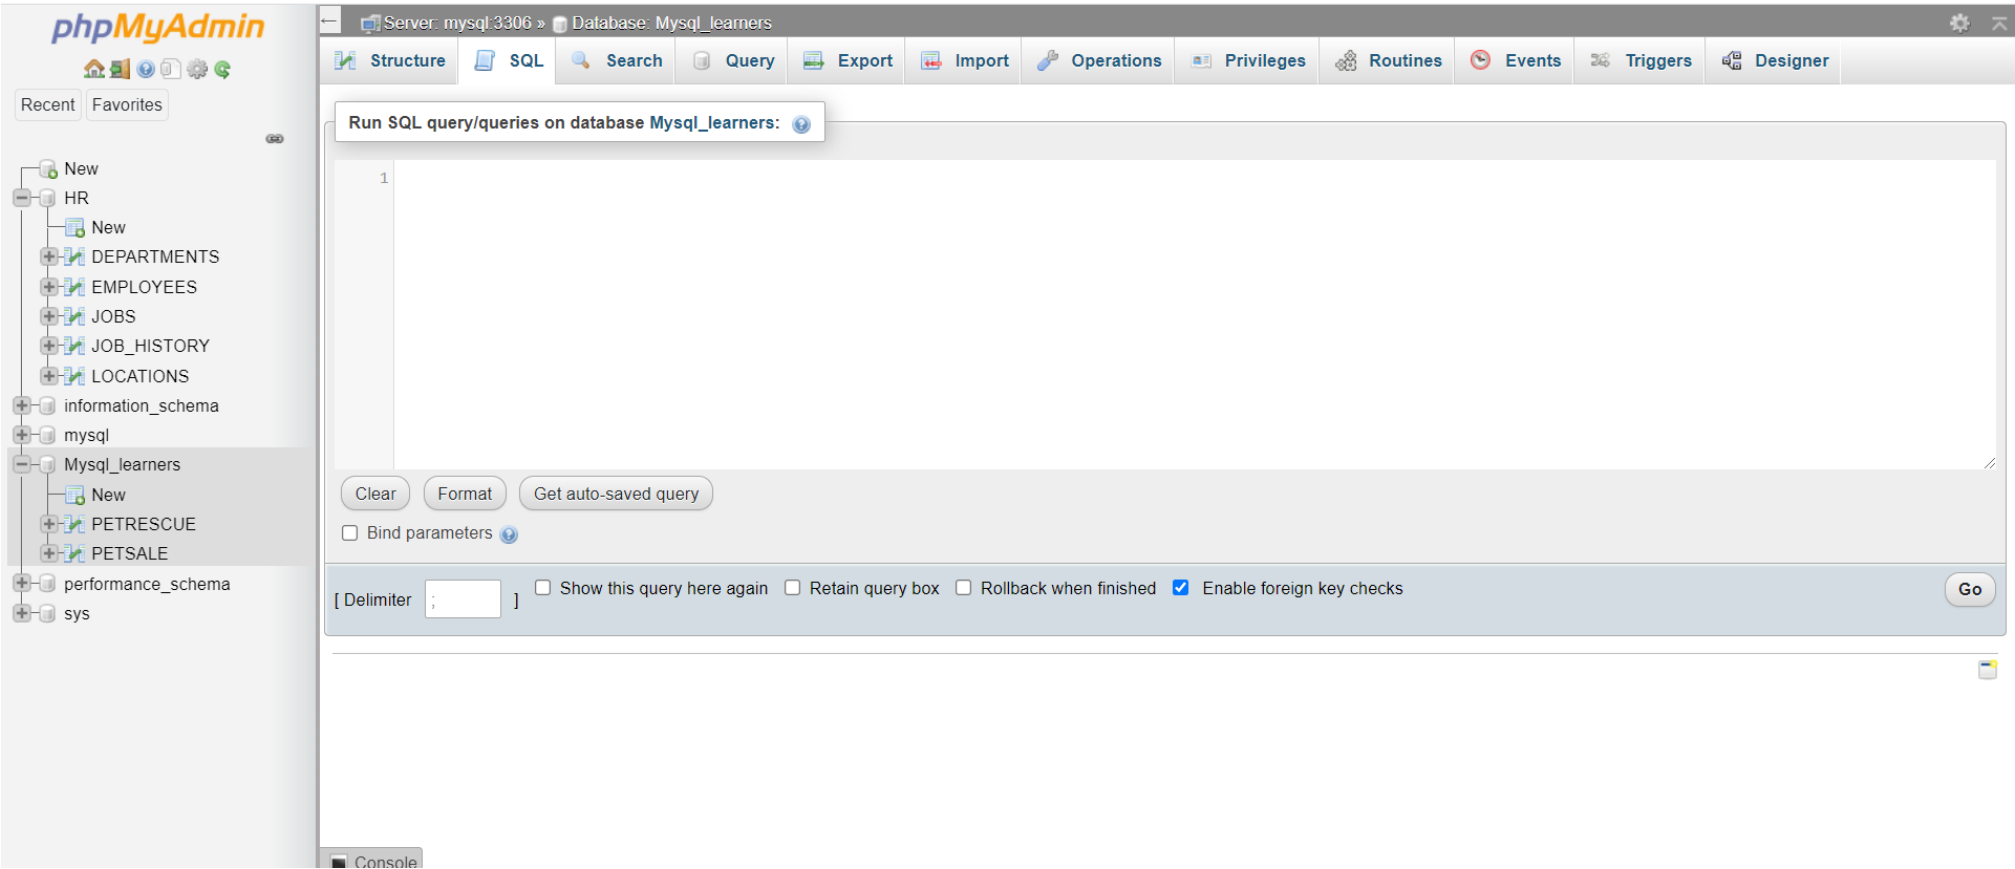 phpMyAdmin
Recent Favorites
New
HR
New
DEPARTMENTS
EMPLOYEES
JOBS
JOB_HISTORY
LOCATIONS
information_schema
mysql
Mysql_learners
New
PETRESCUE
PETSALE
performance_schema
sys
Server: mysql:3306 » Database: Mysql_learners
Structure SQL Search Query Export Import Operations Privileges Routines Events Triggers Designer
Run SQL query/queries on database Mysql_learners:
1
Clear Format Get auto-saved query
Bind parameters
[ Delimiter ; ] Show this query here again Retain query box Rollback when finished Enable foreign key checks Go
Console